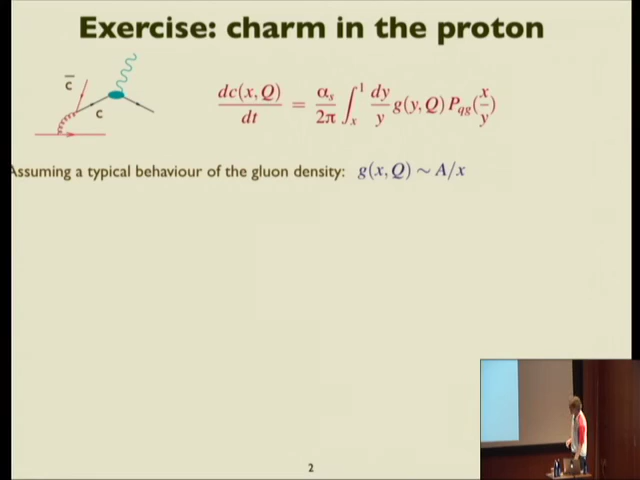 Exercise: charm in the proton
c̄
c
dc(x,Q)/dt = αs/2π ∫_x^1 dy/y g(y,Q) P_qg(x/y)
Assuming a typical behaviour of the gluon density: g(x,Q) ∼ A/x
2